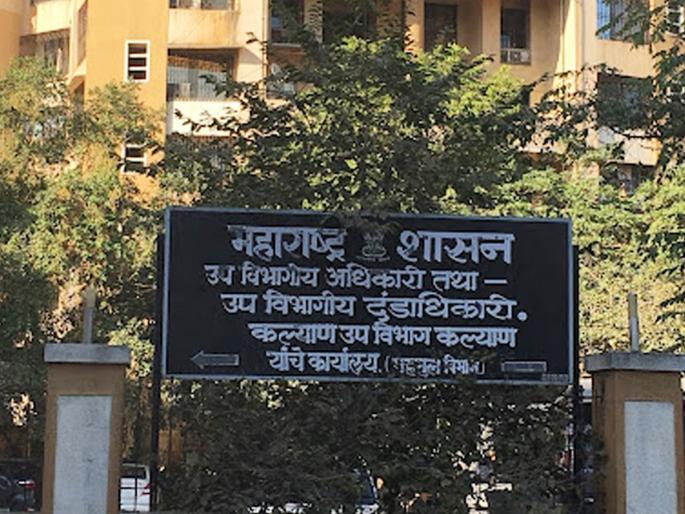 महाराष्ट्र शासन
उप विभागीय अधिकारी तथा –
उप विभागीय दंडाधिकारी.
कल्याण उप विभाग कल्याण
यांचे कार्यालय. (महसुल विभाग)